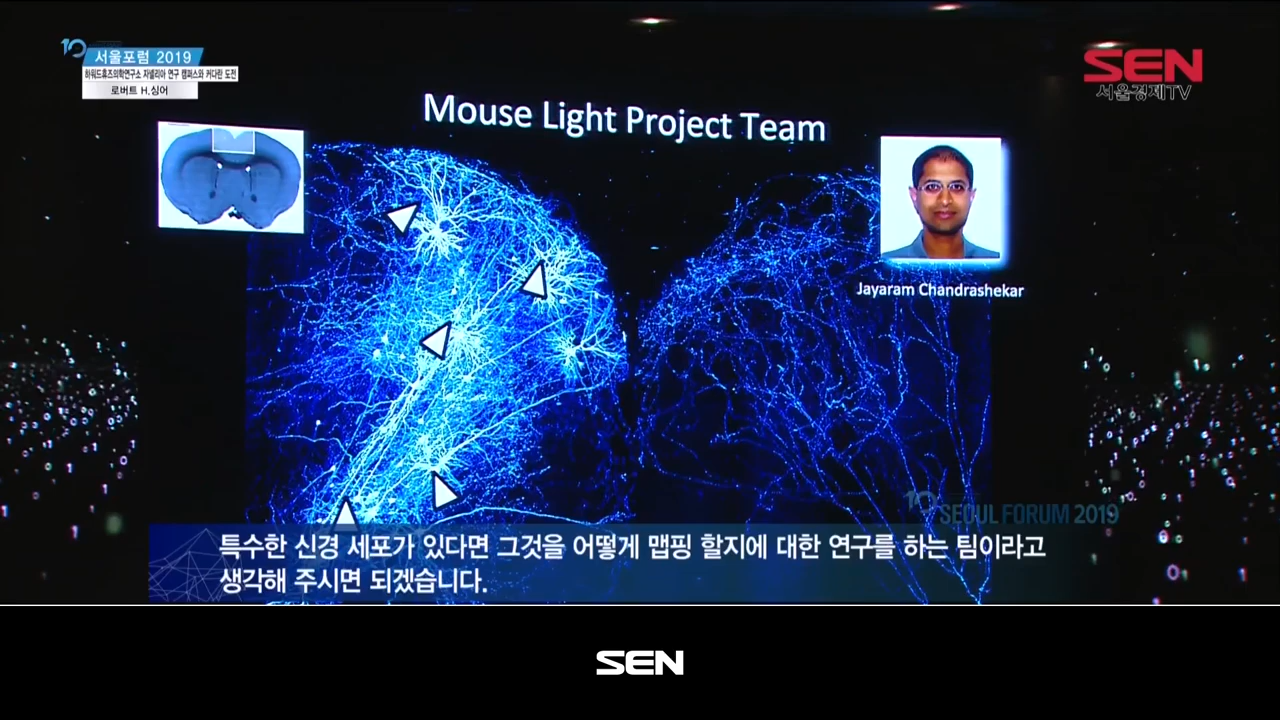 10
서울포럼 2019
하워드휴즈의학연구소 자넬리아 연구 캠퍼스와 커다란 도전
로버트 H.싱어
SEN
서울경제TV
Mouse Light Project Team
Jayaram Chandrashekar
10
SEOUL FORUM 2019
특수한 신경 세포가 있다면 그것을 어떻게 맵핑 할지에 대한 연구를 하는 팀이라고
생각해 주시면 되겠습니다.
SEN